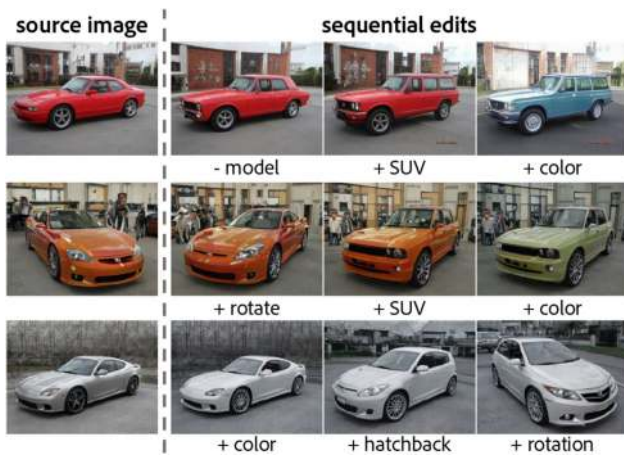 source image sequential edits
- model + SUV + color
+ rotate + SUV + color
+ color + hatchback + rotation